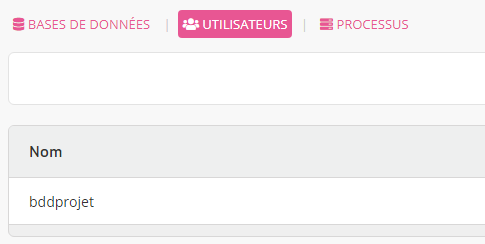 BASES DE DONNÉES | UTILISATEURS | PROCESSUS
Nom
bddprojet